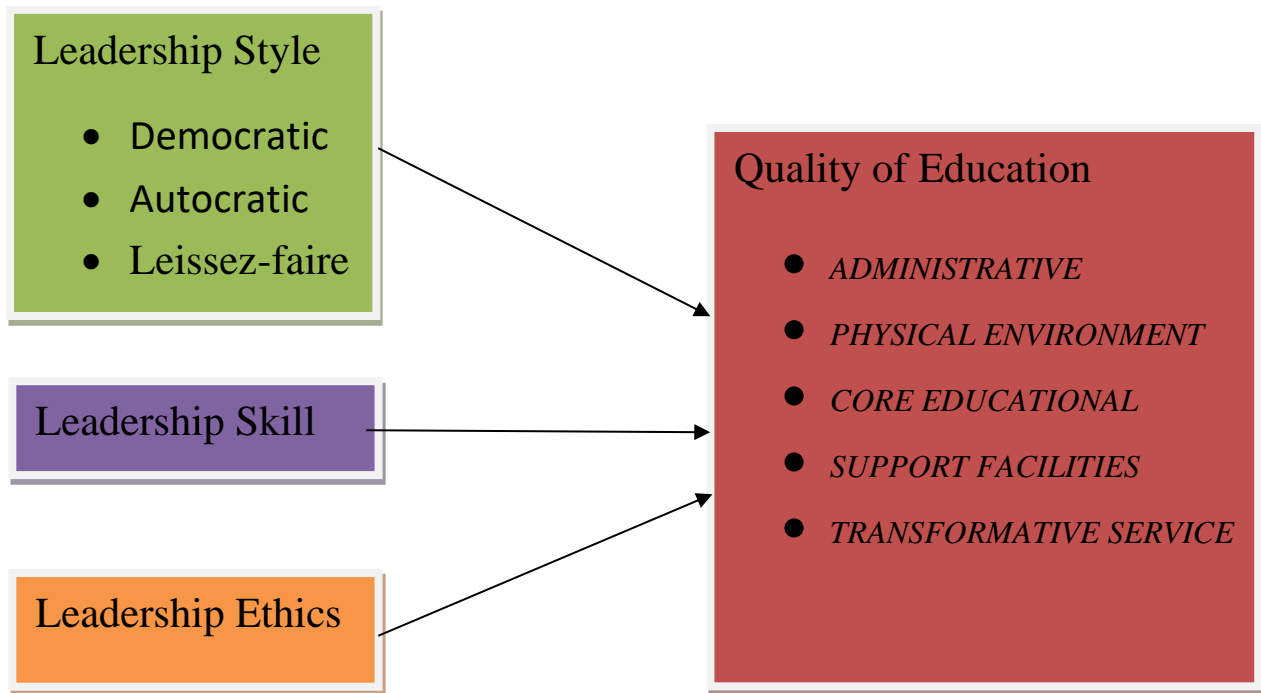 Leadership Style
• Democratic
• Autocratic
• Leissez-faire
Leadership Skill
Leadership Ethics
Quality of Education
• ADMINISTRATIVE
• PHYSICAL ENVIRONMENT
• CORE EDUCATIONAL
• SUPPORT FACILITIES
• TRANSFORMATIVE SERVICE